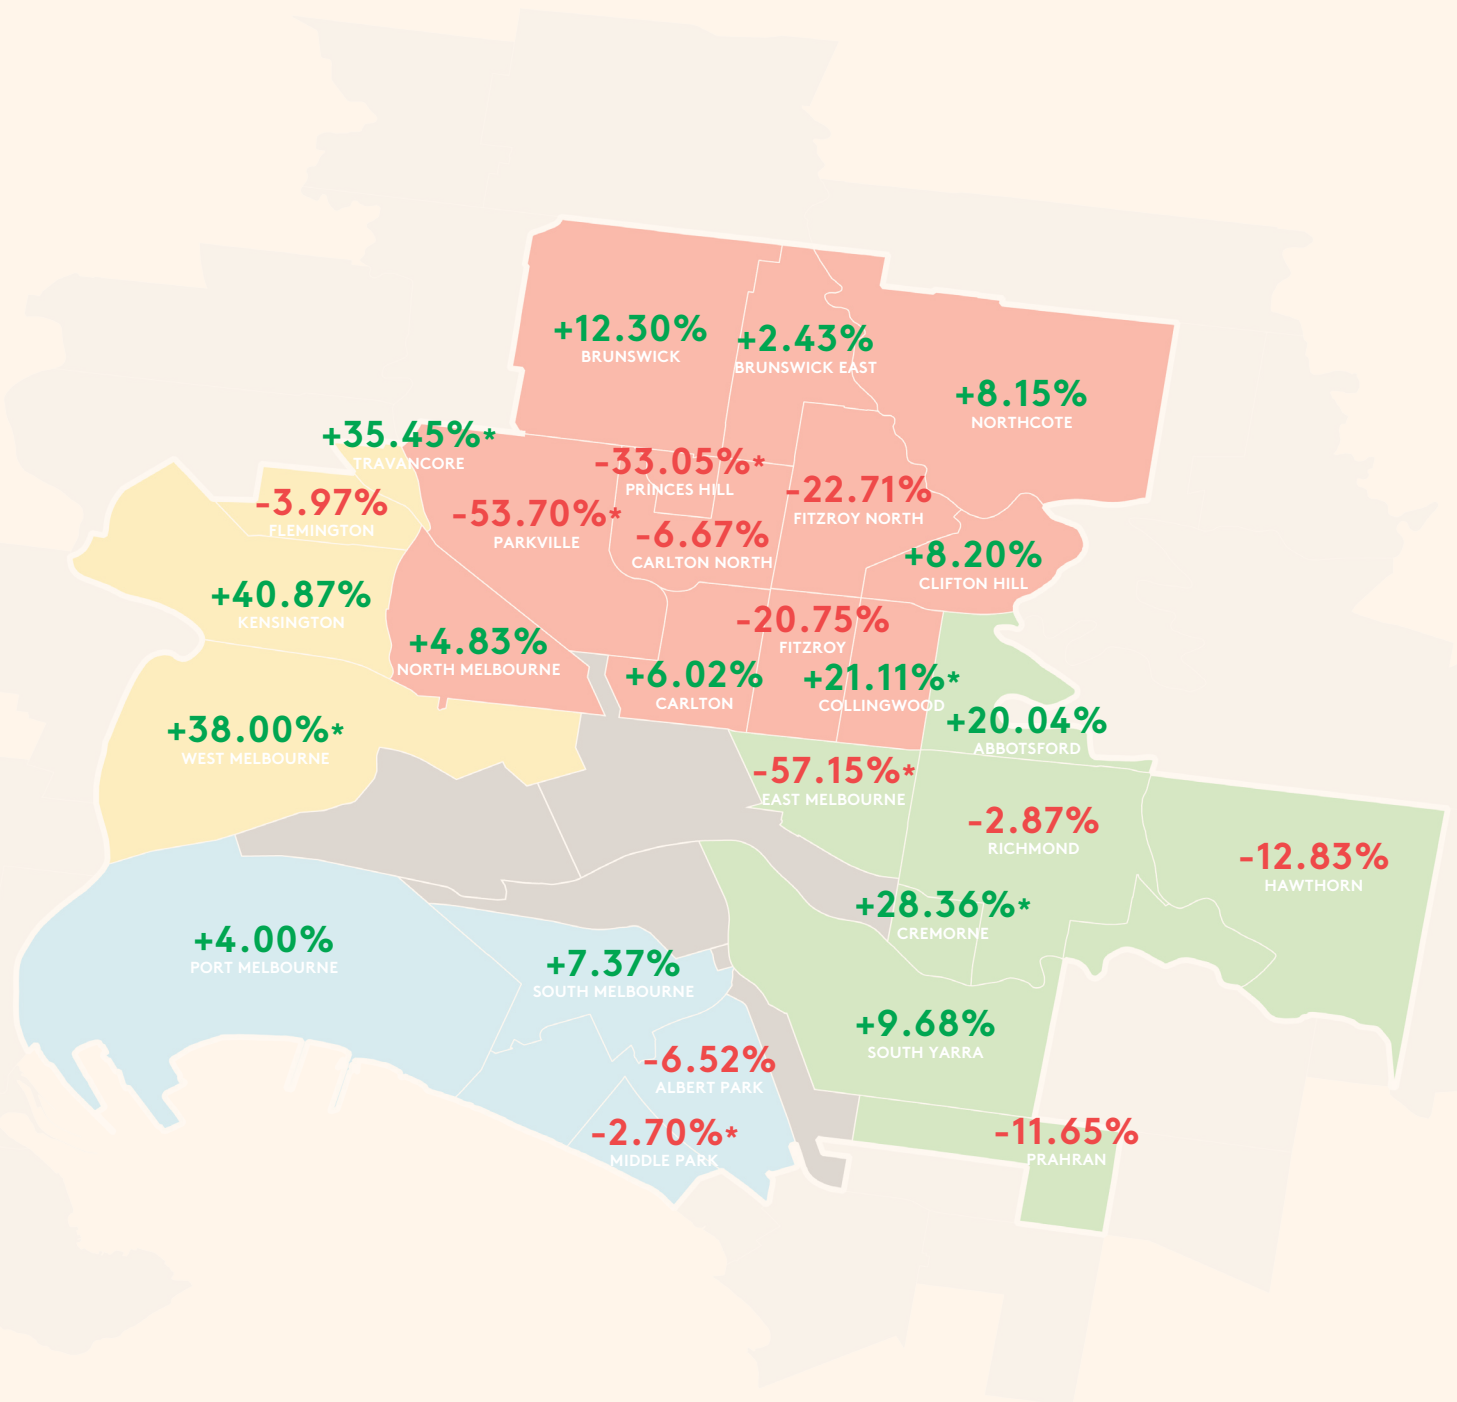 +12.30%
BRUNSWICK
+2.43%
BRUNSWICK EAST
+8.15%
NORTHCOTE
+35.45%*
TRAVANCORE
-33.05%*
PRINCES HILL
-3.97%
FLEMINGTON
-53.70%*
PARKVILLE
-22.71%
FITZROY NORTH
-6.67%
CARLTON NORTH
+8.20%
CLIFTON HILL
+40.87%
KENSINGTON
+4.83%
NORTH MELBOURNE
-20.75%
FITZROY
+6.02%
CARLTON
+21.11%*
COLLINGWOOD
+38.00%*
WEST MELBOURNE
+20.04%
ABBOTSFORD
-57.15%*
EAST MELBOURNE
-2.87%
RICHMOND
-12.83%
HAWTHORN
+28.36%*
CREMORNE
+4.00%
PORT MELBOURNE
+7.37%
SOUTH MELBOURNE
+9.68%
SOUTH YARRA
-6.52%
ALBERT PARK
-2.70%*
MIDDLE PARK
-11.65%
PRAHRAN